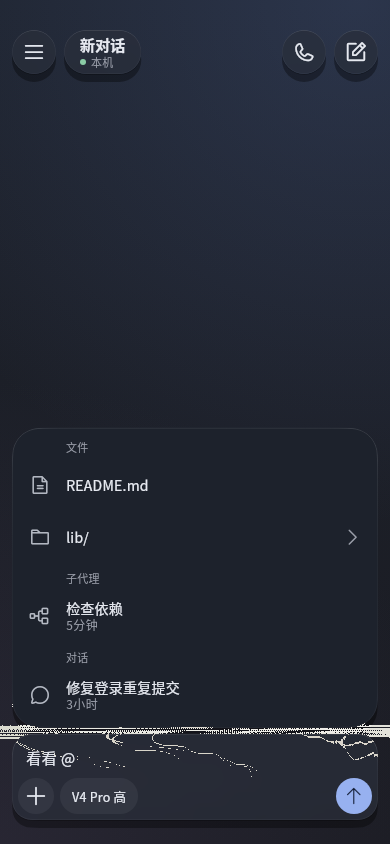 新对话
本机
文件
README.md
lib/
子代理
检查依赖
5分钟
对话
修复登录重复提交
3小时
看看 @
V4 Pro 高